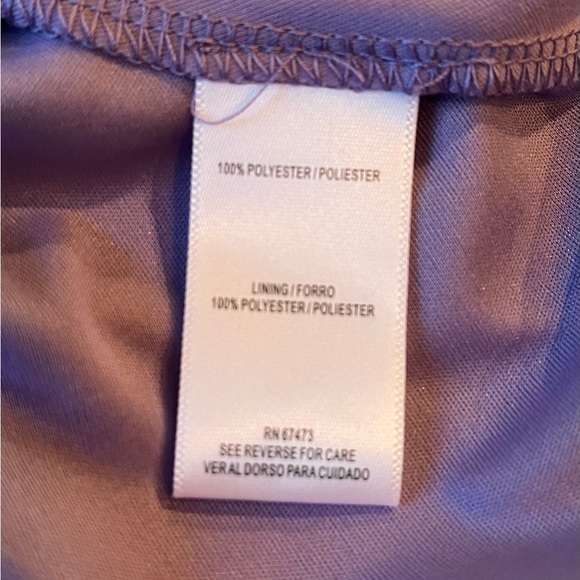 100% POLYESTER / POLIESTER
LINING / FORRO
100% POLYESTER / POLIESTER
RN 67473
SEE REVERSE FOR CARE
VER AL DORSO PARA CUIDADO